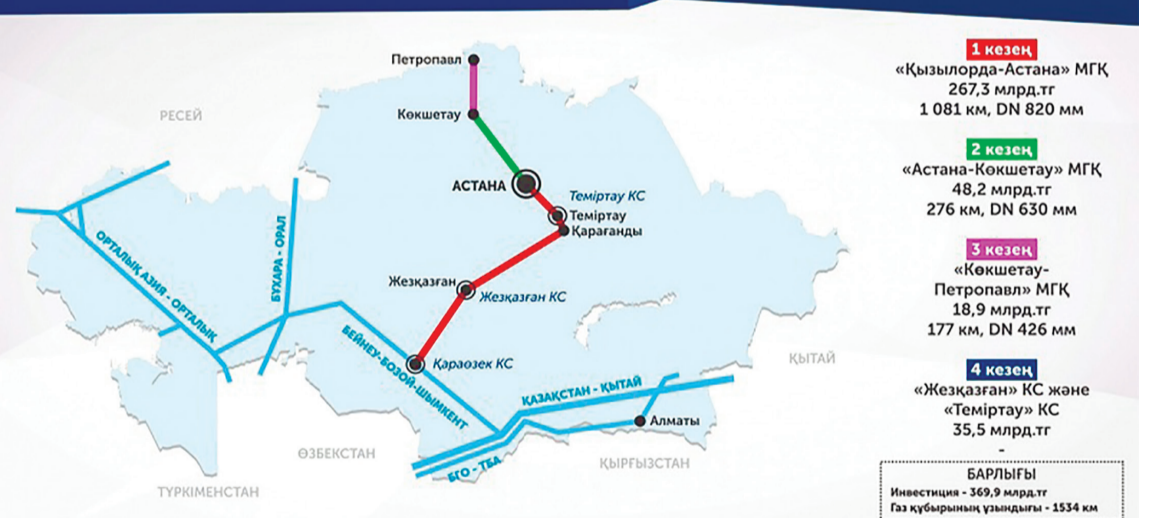 Петропавл
Көкшетау
РЕСЕЙ
АСТАНА
Теміртау КС
Теміртау
Қарағанды
ОРТАЛЫҚ АЗИЯ - ОРТАЛЫҚ
БҰХАРА - ОРАЛ
Жезқазған
Жезқазған КС
БЕЙНЕУ-БОЗОЙ-ШЫМКЕНТ
Қараөзек КС
ҚЫТАЙ
ҚАЗАҚСТАН - ҚЫТАЙ
Алматы
ӨЗБЕКСТАН
БГО - ТБА
ҚЫРҒЫЗСТАН
ТҮРКІМЕНСТАН
1 кезең
«Қызылорда-Астана» МГҚ
267,3 млрд.тг
1 081 км, DN 820 мм
2 кезең
«Астана-Көкшетау» МГҚ
48,2 млрд.тг
276 км, DN 630 мм
3 кезең
«Көкшетау-
Петропавл» МГҚ
18,9 млрд.тг
177 км, DN 426 мм
4 кезең
«Жезқазған» КС және
«Теміртау» КС
35,5 млрд.тг
-
БАРЛЫҒЫ
Инвестиция - 369,9 млрд.тг
Газ құбырының ұзындығы - 1534 км